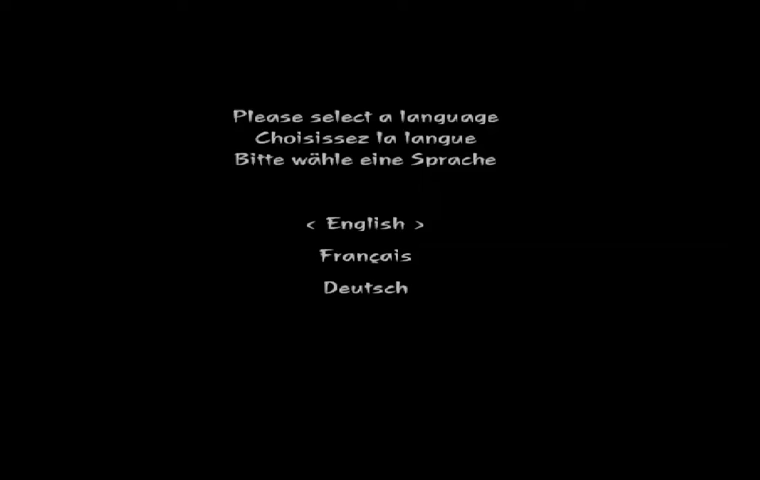 Please select a language
Choisissez la langue
Bitte wähle eine Sprache
< English >
Français
Deutsch